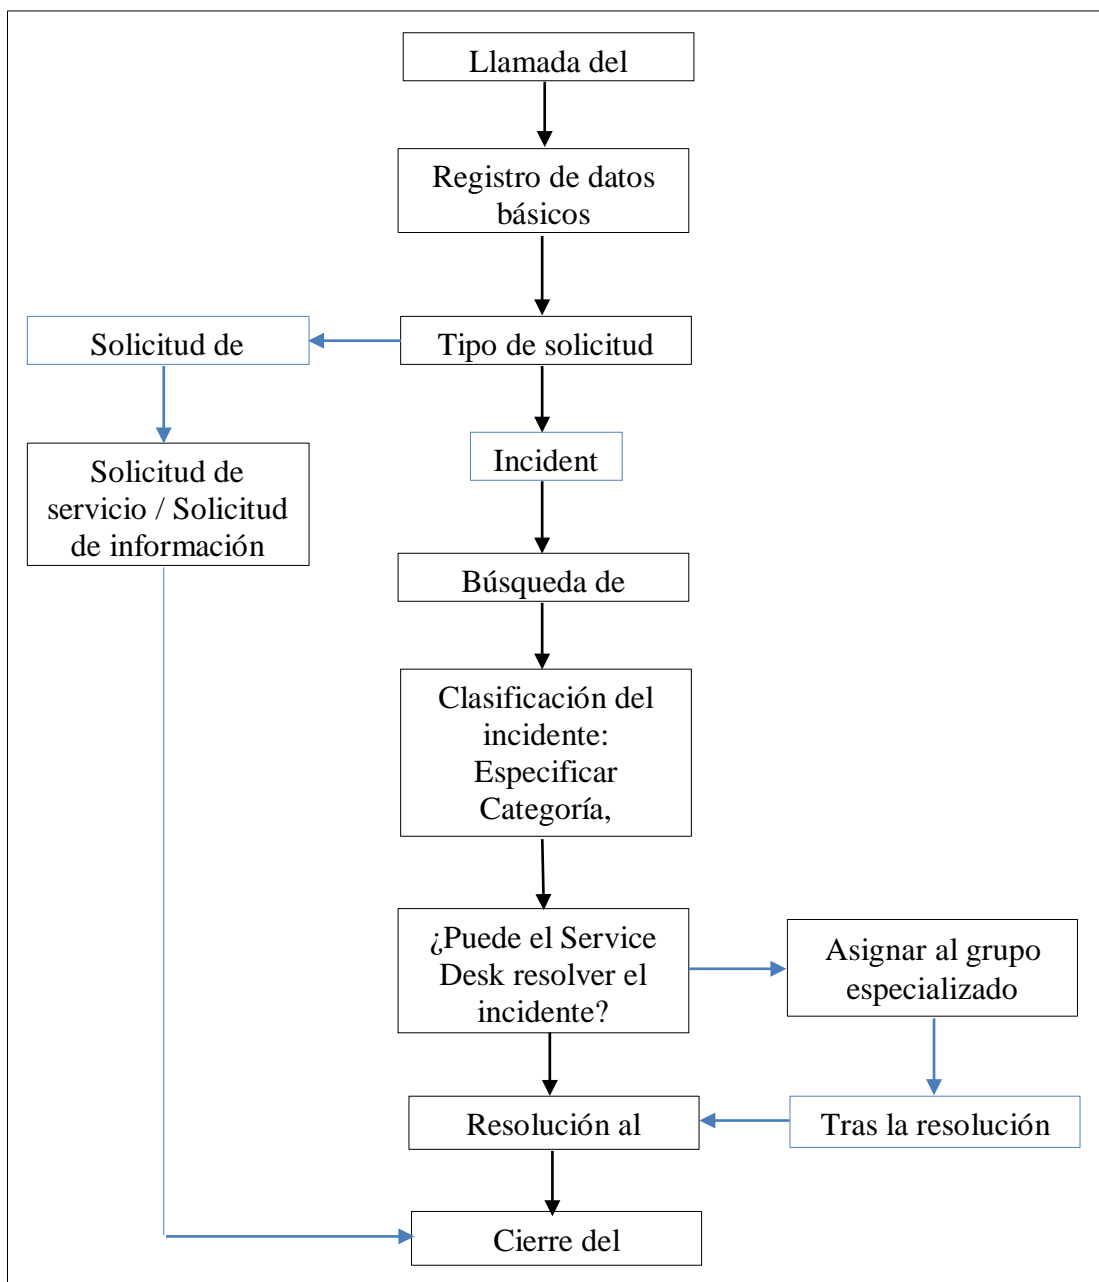 Llamada del
Registro de datos
básicos
Solicitud de
Tipo de solicitud
Solicitud de
servicio / Solicitud
de información
Incident
Búsqueda de
Clasificación del
incidente:
Especificar
Categoría,
¿Puede el Service
Desk resolver el
incidente?
Asignar al grupo
especializado
Resolución al
Tras la resolución
Cierre del